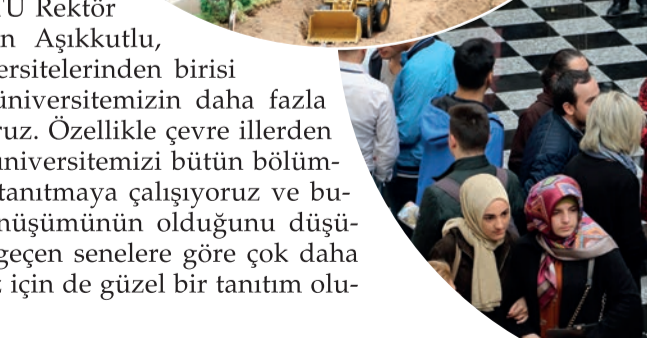 TÜ Rektör
n Aşıkkutlu,
ersitelerinden birisi
üniversitemizin daha fazla
ruz. Özellikle çevre illerden
üniversitemizi bütün bölüm-
tanıtmaya çalışıyoruz ve bu-
nüşümünün olduğunu düşü-
geçen senelere göre çok daha
z için de güzel bir tanıtım olu-